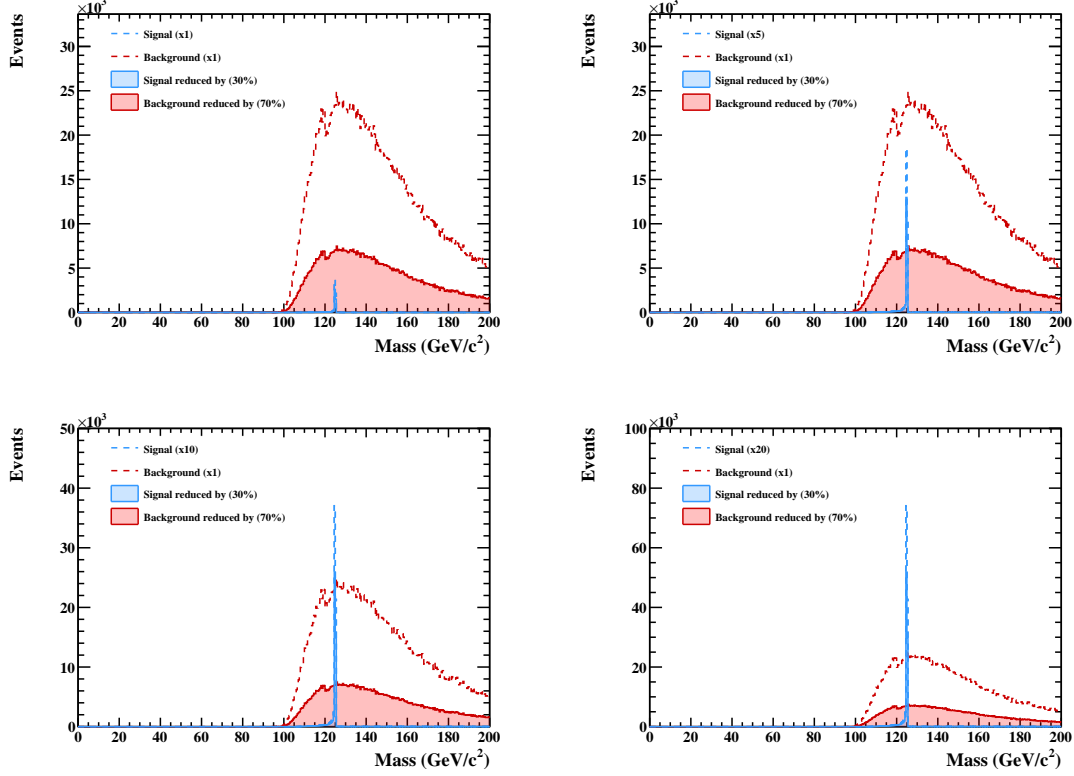 ×10³
Events
30
25
20
15
10
5
0
Signal (x1)
Background (x1)
Signal reduced by (30%)
Background reduced by (70%)
0 20 40 60 80 100 120 140 160 180 200
Mass (GeV/c²)
×10³
Events
30
25
20
15
10
5
0
Signal (x5)
Background (x1)
Signal reduced by (30%)
Background reduced by (70%)
0 20 40 60 80 100 120 140 160 180 200
Mass (GeV/c²)
×10³
Events
50
40
30
20
10
0
Signal (x10)
Background (x1)
Signal reduced by (30%)
Background reduced by (70%)
0 20 40 60 80 100 120 140 160 180 200
Mass (GeV/c²)
×10³
Events
100
80
60
40
20
0
Signal (x20)
Background (x1)
Signal reduced by (30%)
Background reduced by (70%)
0 20 40 60 80 100 120 140 160 180 200
Mass (GeV/c²)